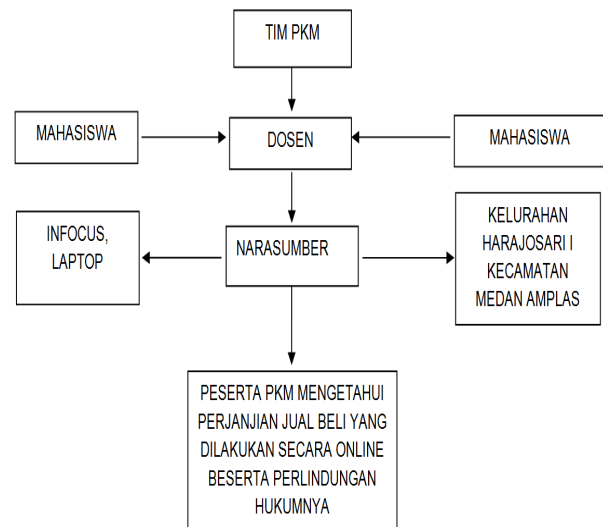 TIM PKM
MAHASISWA
DOSEN
MAHASISWA
INFOCUS,
LAPTOP
NARASUMBER
KELURAHAN
HARAJOSARI I
KECAMATAN
MEDAN AMPLAS
PESERTA PKM MENGETAHUI
PERJANJIAN JUAL BELI YANG
DILAKUKAN SECARA ONLINE
BESERTA PERLINDUNGAN
HUKUMNYA